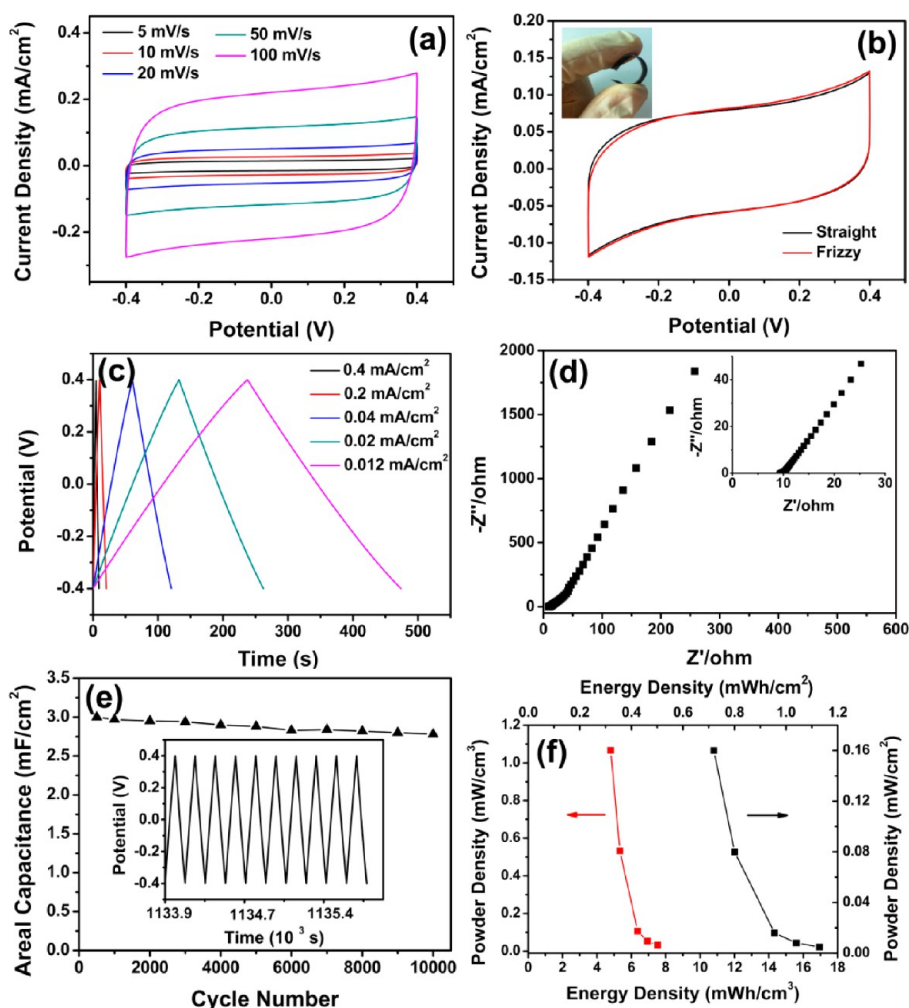 (a)
5 mV/s
10 mV/s
20 mV/s
50 mV/s
100 mV/s
Current Density (mA/cm²)
0.2
0.0
-0.2
-0.4 -0.2 0.0 0.2 0.4
Potential (V)
(b)
Current Density (mA/cm²)
0.15
0.10
0.05
0.00
-0.05
-0.10
-0.15
Straight
Frizzy
-0.4 -0.2 0.0 0.2 0.4
Potential (V)
(c)
0.4 mA/cm²
0.2 mA/cm²
0.04 mA/cm²
0.02 mA/cm²
0.012 mA/cm²
Potential (V)
0.4
0.2
0.0
-0.2
-0.4
0 100 200 300 400 500
Time (s)
(d)
-Z''/ohm
2000
1750
1500
1250
1000
750
500
250
0
0 100 200 300 400 500 600
Z'/ohm
-Z''/ohm
40
20
0
0 10 20 30
Z'/ohm
(e)
Areal Capacitance (mF/cm²)
4.0
3.5
3.0
2.5
2.0
1.5
1.0
0.5
0.0
0 2000 4000 6000 8000 10000
Cycle Number
Potential (V)
0.4
0.2
0.0
-0.2
-0.4
1133.9 1134.7 1135.4
Time (10³ s)
Energy Density (mWh/cm²)
0.0 0.2 0.4 0.6 0.8 1.0 1.2
(f)
Powder Density (mW/cm³)
1.2
1.0
0.8
0.6
0.4
0.2
0.0
Powder Density (mW/cm²)
0.16
0.12
0.08
0.04
0.00
0 2 4 6 8 10 12 14 16 18
Energy Density (mWh/cm³)